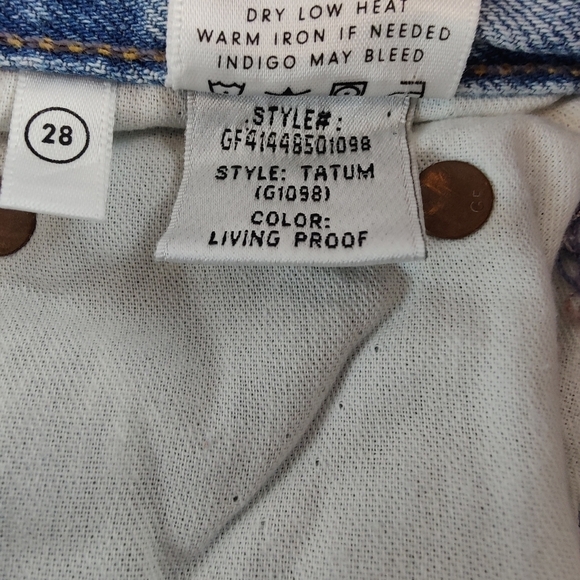 DRY LOW HEAT
WARM IRON IF NEEDED
INDIGO MAY BLEED
28
STYLE#:
GF41448501098
STYLE: TATUM
(G1098)
COLOR:
LIVING PROOF